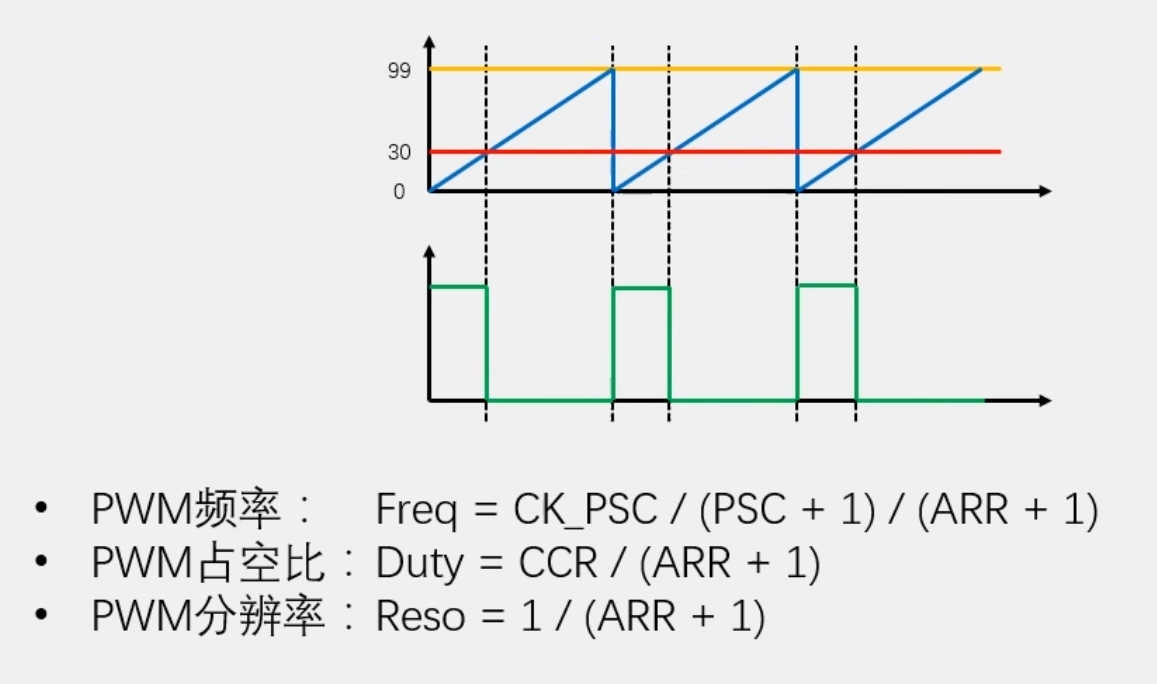 99
30
0
• PWM频率： Freq = CK_PSC / (PSC + 1) / (ARR + 1)
• PWM占空比：Duty = CCR / (ARR + 1)
• PWM分辨率：Reso = 1 / (ARR + 1)